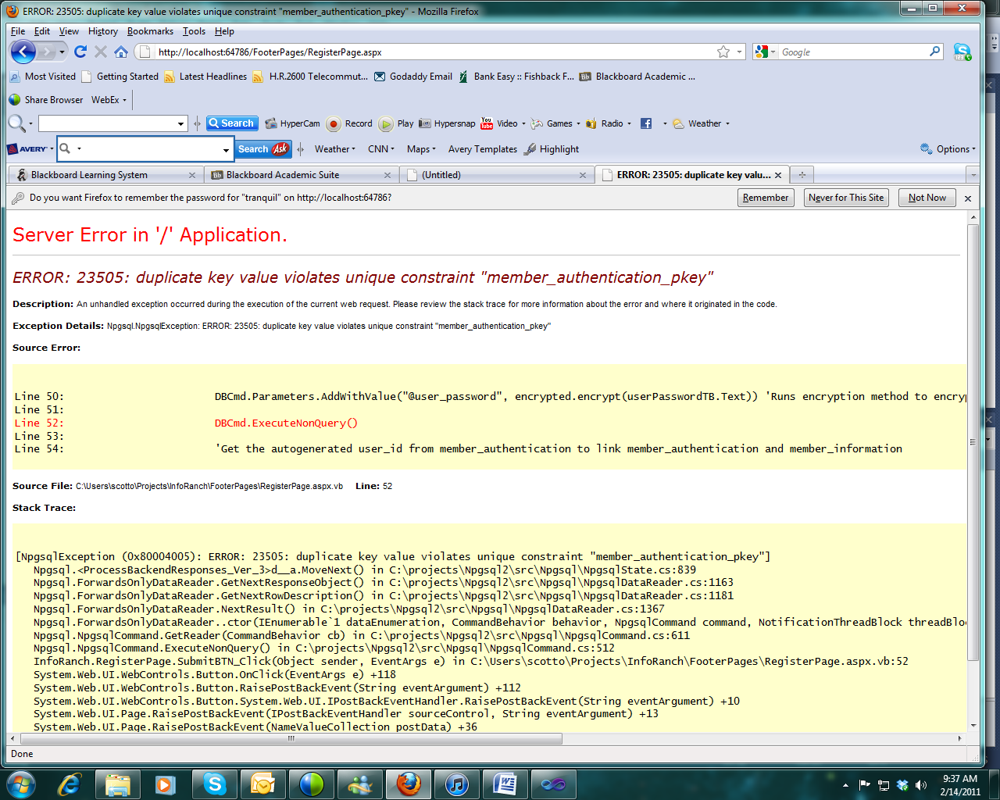 ERROR: 23505: duplicate key value violates unique constraint "member_authentication_pkey" - Mozilla Firefox
File Edit View History Bookmarks Tools Help
http://localhost:64786/FooterPages/RegisterPage.aspx
Google
Most Visited Getting Started Latest Headlines H.R.2600 Telecommut... Godaddy Email Bank Easy :: Fishback F... Blackboard Academic ...
Share Browser WebEx
Search HyperCam Record Play Hypersnap Video Games Radio Weather
AVERY Search Ask Weather CNN Maps Avery Templates Highlight Options
Blackboard Learning System Blackboard Academic Suite (Untitled) ERROR: 23505: duplicate key valu...
Do you want Firefox to remember the password for "tranquil" on http://localhost:64786? Remember Never for This Site Not Now
Server Error in '/' Application.
ERROR: 23505: duplicate key value violates unique constraint "member_authentication_pkey"
Description: An unhandled exception occurred during the execution of the current web request. Please review the stack trace for more information about the error and where it originated in the code.
Exception Details: Npgsql.NpgsqlException: ERROR: 23505: duplicate key value violates unique constraint "member_authentication_pkey"
Source Error:
Line 50: DBCmd.Parameters.AddWithValue("@user_password", encrypted.encrypt(userPasswordTB.Text)) 'Runs encryption method to encryp
Line 51:
Line 52: DBCmd.ExecuteNonQuery()
Line 53:
Line 54: 'Get the autogenerated user_id from member_authentication to link member_authentication and member_information
Source File: C:\Users\scotto\Projects\InfoRanch\FooterPages\RegisterPage.aspx.vb Line: 52
Stack Trace:
[NpgsqlException (0x80004005): ERROR: 23505: duplicate key value violates unique constraint "member_authentication_pkey"]
Npgsql.<ProcessBackendResponses_Ver_3>d__a.MoveNext() in C:\projects\Npgsql2\src\Npgsql\NpgsqlState.cs:839
Npgsql.ForwardsOnlyDataReader.GetNextResponseObject() in C:\projects\Npgsql2\src\Npgsql\NpgsqlDataReader.cs:1163
Npgsql.ForwardsOnlyDataReader.GetNextRowDescription() in C:\projects\Npgsql2\src\Npgsql\NpgsqlDataReader.cs:1181
Npgsql.ForwardsOnlyDataReader.NextResult() in C:\projects\Npgsql2\src\Npgsql\NpgsqlDataReader.cs:1367
Npgsql.ForwardsOnlyDataReader..ctor(IEnumerable`1 dataEnumeration, CommandBehavior behavior, NpgsqlCommand command, NotificationThreadBlock threadBlo
Npgsql.NpgsqlCommand.GetReader(CommandBehavior cb) in C:\projects\Npgsql2\src\Npgsql\NpgsqlCommand.cs:611
Npgsql.NpgsqlCommand.ExecuteNonQuery() in C:\projects\Npgsql2\src\Npgsql\NpgsqlCommand.cs:512
InfoRanch.RegisterPage.SubmitBTN_Click(Object sender, EventArgs e) in C:\Users\scotto\Projects\InfoRanch\FooterPages\RegisterPage.aspx.vb:52
System.Web.UI.WebControls.Button.OnClick(EventArgs e) +118
System.Web.UI.WebControls.Button.RaisePostBackEvent(String eventArgument) +112
System.Web.UI.WebControls.Button.System.Web.UI.IPostBackEventHandler.RaisePostBackEvent(String eventArgument) +10
System.Web.UI.Page.RaisePostBackEvent(IPostBackEventHandler sourceControl, String eventArgument) +13
System.Web.UI.Page.RaisePostBackEvent(NameValueCollection postData) +36
Done
9:37 AM
2/14/2011